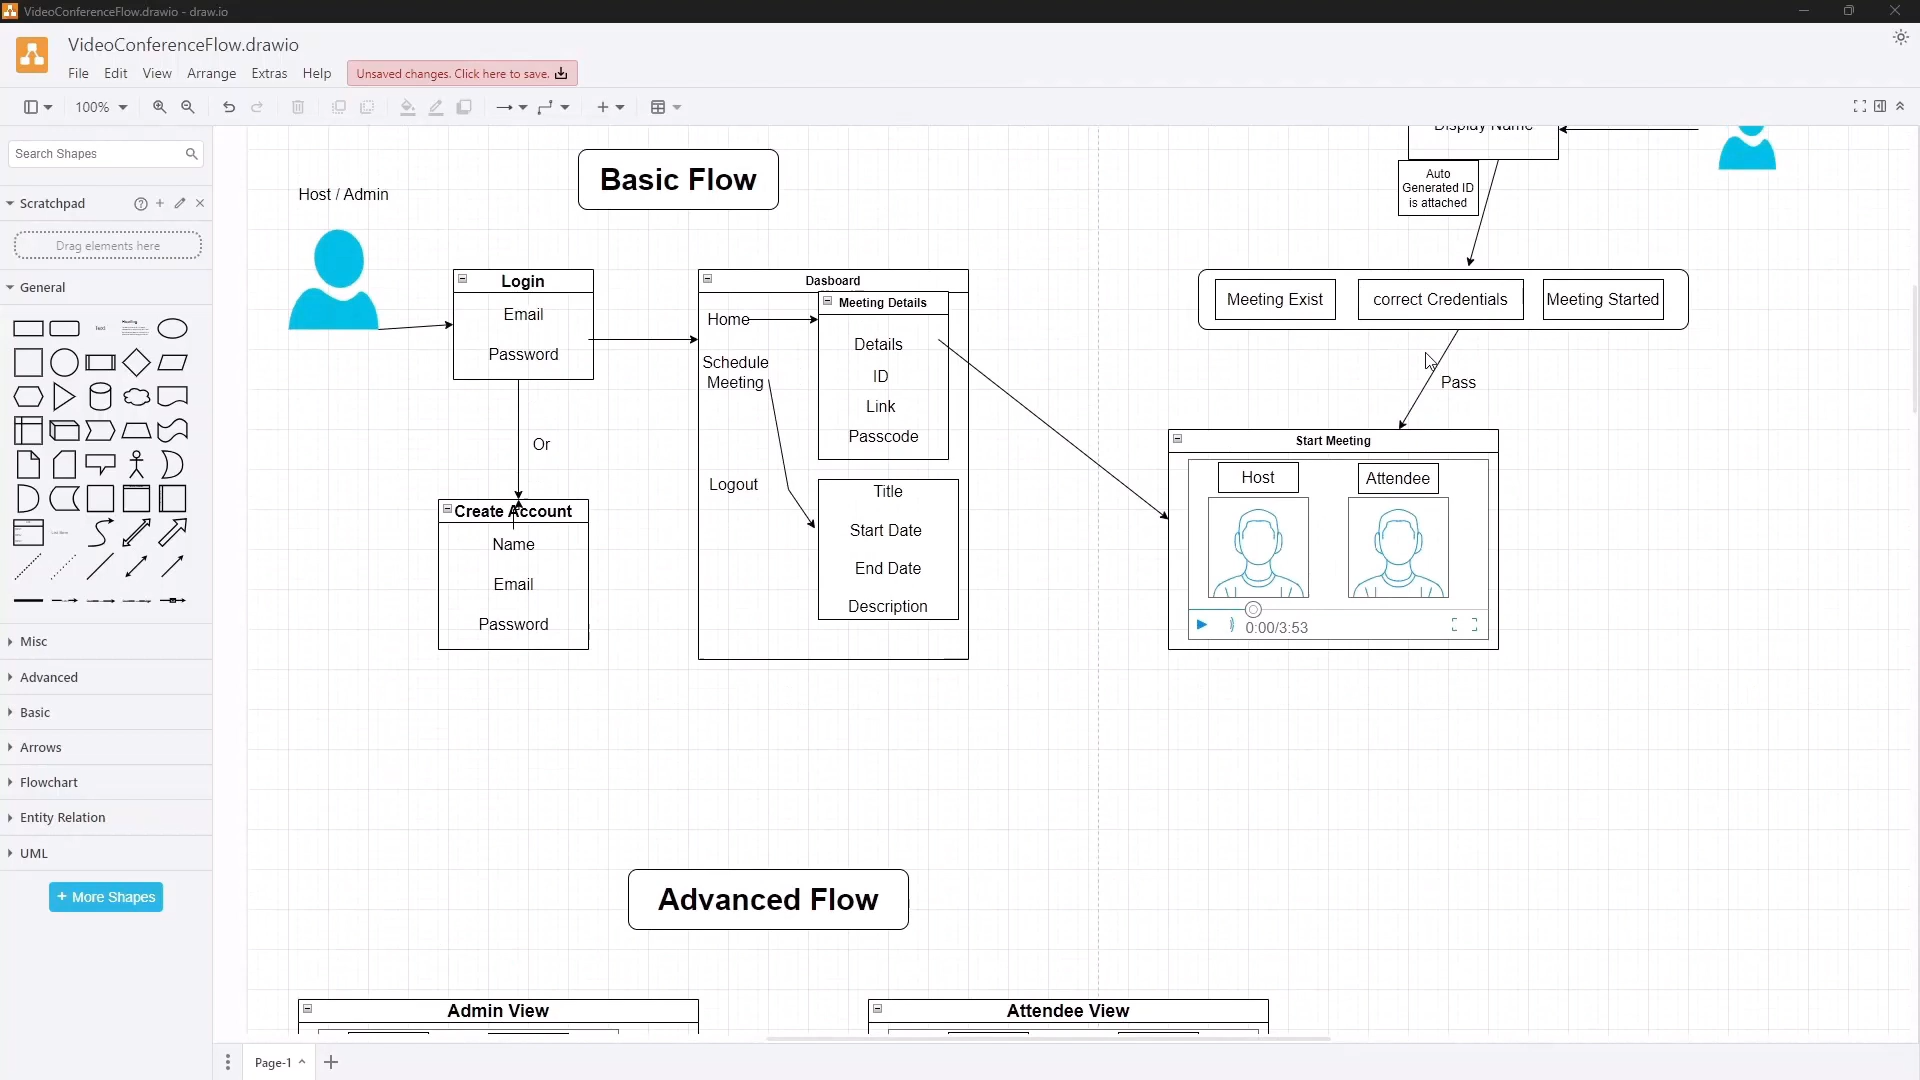 VideoConferenceFlow.drawio - draw.io
VideoConferenceFlow.drawio
File Edit View Arrange Extras Help
Unsaved changes. Click here to save.
100%
Search Shapes
Scratchpad
Drag elements here
General
Text
Heading
Misc
Advanced
Basic
Arrows
Flowchart
Entity Relation
UML
+ More Shapes
Basic Flow
Host / Admin
Login
Email
Password
Or
Create Account
Name
Email
Password
Dasboard
Home
Schedule
Meeting
Logout
Meeting Details
Details
ID
Link
Passcode
Title
Start Date
End Date
Description
Display Name
Auto
Generated ID
is attached
Meeting Exist
correct Credentials
Meeting Started
Pass
Start Meeting
Host
Attendee
0:00/3:53
Advanced Flow
Admin View
Attendee View
Page-1